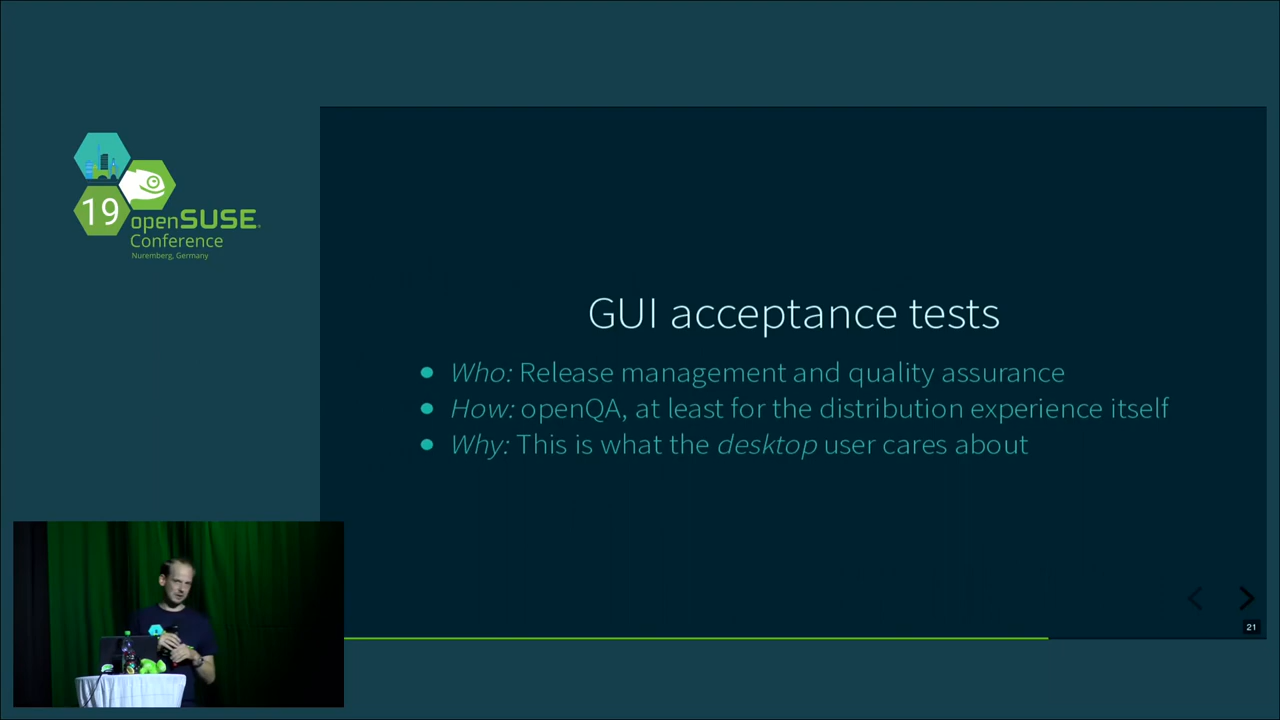 19
openSUSE
Conference
Nuremberg, Germany
GUI acceptance tests
Who: Release management and quality assurance
How: openQA, at least for the distribution experience itself
Why: This is what the desktop user cares about
21